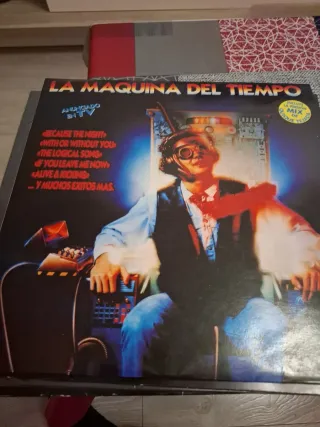 LA MAQUINA DEL TIEMPO
ANUNCIADO
EN TV
«BECAUSE THE NIGHT»
«WITH OR WITHOUT YOU»
«THE LOGICAL SONG»
«IF YOU LEAVE ME NOW»
«ALIVE & KICKING»
... Y MUCHOS EXITOS MAS.
MIX